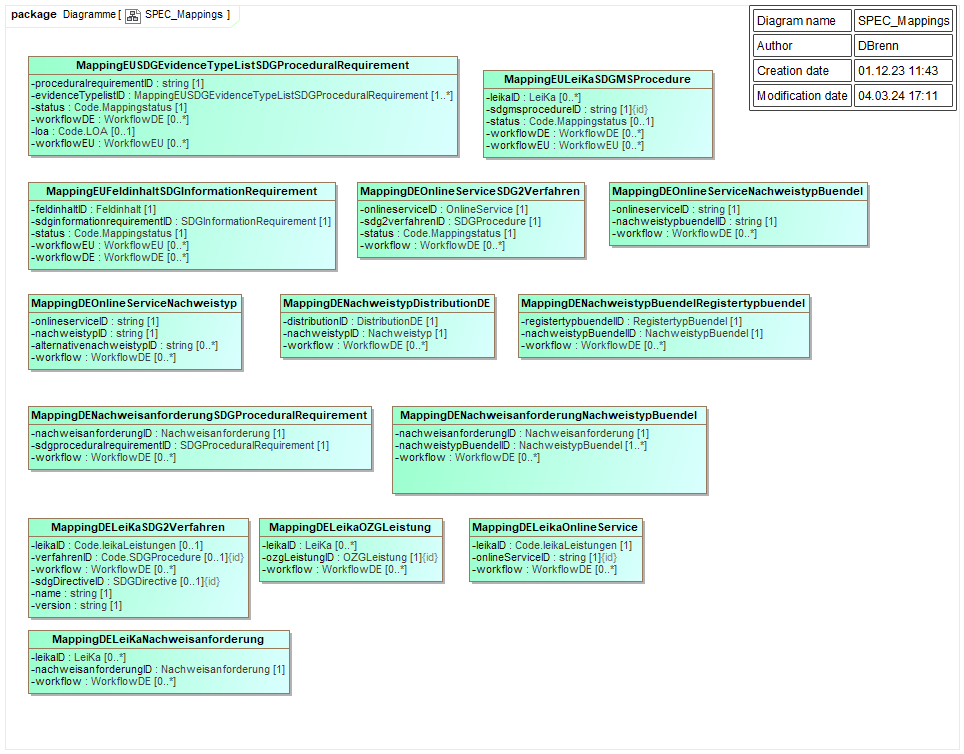 package Diagramme [ SPEC_Mappings ]
Diagram name SPEC_Mappings
Author DBrenn
Creation date 01.12.23 11:43
Modification date 04.03.24 17:11
MappingEUSDGEvidenceTypeListSDGProceduralRequirement
-proceduralrequirementID : string [1]
-evidenceTypelistID : MappingEUSDGEvidenceTypeListSDGProceduralRequirement [1..*]
-status : Code.Mappingstatus [1]
-workflowDE : WorkflowDE [0..*]
-loa : Code.LOA [0..1]
-workflowEU : WorkflowEU [0..*]
MappingEULeiKaSDGMSProcedure
-leikaID : LeiKa [0..*]
-sdgmsprocedureID : string [1]{id}
-status : Code.Mappingstatus [0..1]
-workflowDE : WorkflowDE [0..*]
-workflowEU : WorkflowEU [0..*]
MappingEUFeldinhaltSDGInformationRequirement
-feldinhaltID : Feldinhalt [1]
-sdginformationrequirementID : SDGInformationRequirement [1]
-status : Code.Mappingstatus [1]
-workflowEU : WorkflowEU [0..*]
-workflowDE : WorkflowDE [0..*]
MappingDEOnlineServiceSDG2Verfahren
-onlineserviceID : OnlineService [1]
-sdg2verfahrenID : SDGProcedure [1]
-status : Code.Mappingstatus [1]
-workflow : WorkflowDE [0..*]
MappingDEOnlineServiceNachweistypBuendel
-onlineserviceID : string [1]
-nachweistypbuendelID : string [1]
-workflow : WorkflowDE [0..*]
MappingDEOnlineServiceNachweistyp
-onlineserviceID : string [1]
-nachweistypID : string [1]
-alternativenachweistypID : string [0..*]
-workflow : WorkflowDE [0..*]
MappingDENachweistypDistributionDE
-distributionID : DistributionDE [1]
-nachweistypID : Nachweistyp [1]
-workflow : WorkflowDE [0..*]
MappingDENachweistypBuendelRegistertypbuendel
-registertypbuendelID : RegistertypBuendel [1]
-nachweistypBuendelID : NachweistypBuendel [1]
-workflow : WorkflowDE [0..*]
MappingDENachweisanforderungSDGProceduralRequirement
-nachweisanforderungID : Nachweisanforderung [1]
-sdgproceduralrequirementID : SDGProceduralRequirement [1]
-workflow : WorkflowDE [0..*]
MappingDENachweisanforderungNachweistypBuendel
-nachweisanforderungID : Nachweisanforderung [1]
-nachweistypBuendelID : NachweistypBuendel [1..*]
-workflow : WorkflowDE [0..*]
MappingDELeiKaSDG2Verfahren
-leikaID : Code.leikaLeistungen [0..1]
-verfahrenID : Code.SDGProcedure [0..1]{id}
-workflow : WorkflowDE [0..*]
-sdgDirectiveID : SDGDirective [0..1]{id}
-name : string [1]
-version : string [1]
MappingDELeikaOZGLeistung
-leikaID : LeiKa [0..*]
-ozgLeistungID : OZGLeistung [1]{id}
-workflow : WorkflowDE [0..*]
MappingDELeikaOnlineService
-leikaID : Code.leikaLeistungen [1]
-onlineServiceID : string [1]{id}
-workflow : WorkflowDE [0..*]
MappingDELeiKaNachweisanforderung
-leikaID : LeiKa [0..*]
-nachweisanforderungID : Nachweisanforderung [1]
-workflow : WorkflowDE [0..*]